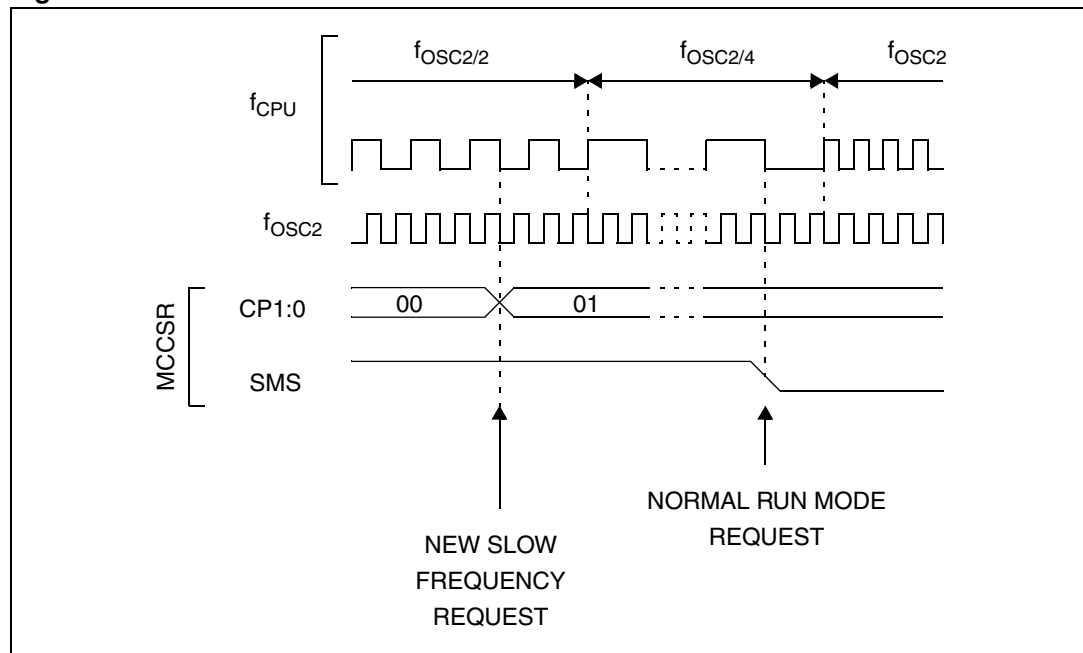 fOSC2/2 fOSC2/4 fOSC2
fCPU
fOSC2
MCCSR
CP1:0 00 01
SMS
NEW SLOW
FREQUENCY
REQUEST
NORMAL RUN MODE
REQUEST